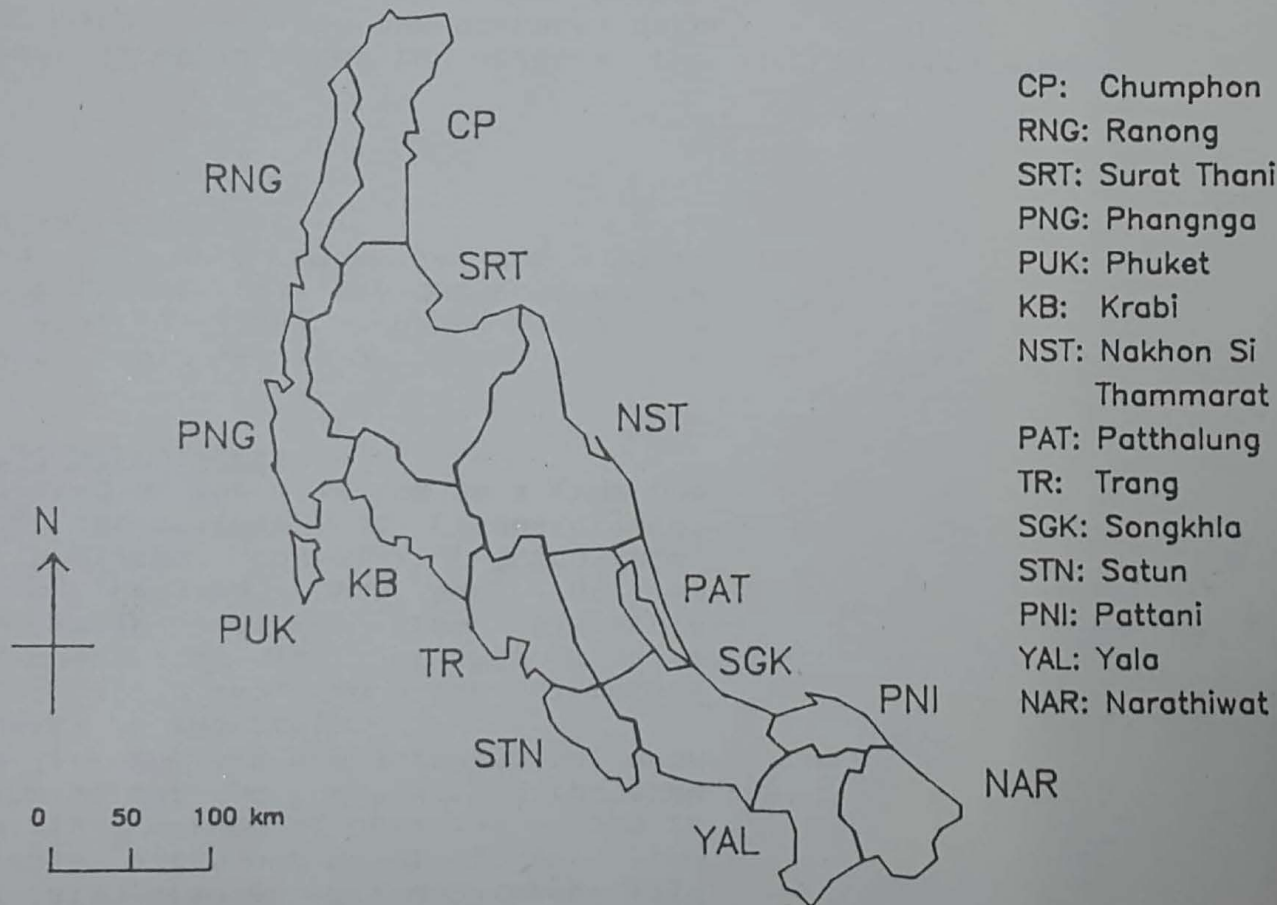 CP: Chumphon
RNG: Ranong
SRT: Surat Thani
PNG: Phangnga
PUK: Phuket
KB: Krabi
NST: Nakhon Si
Thammarat
PAT: Patthalung
TR: Trang
SGK: Songkhla
STN: Satun
PNI: Pattani
YAL: Yala
NAR: Narathiwat
CP
RNG
SRT
PNG
NST
N
KB
PAT
PUK
TR
SGK
PNI
STN
NAR
YAL
0 50 100 km